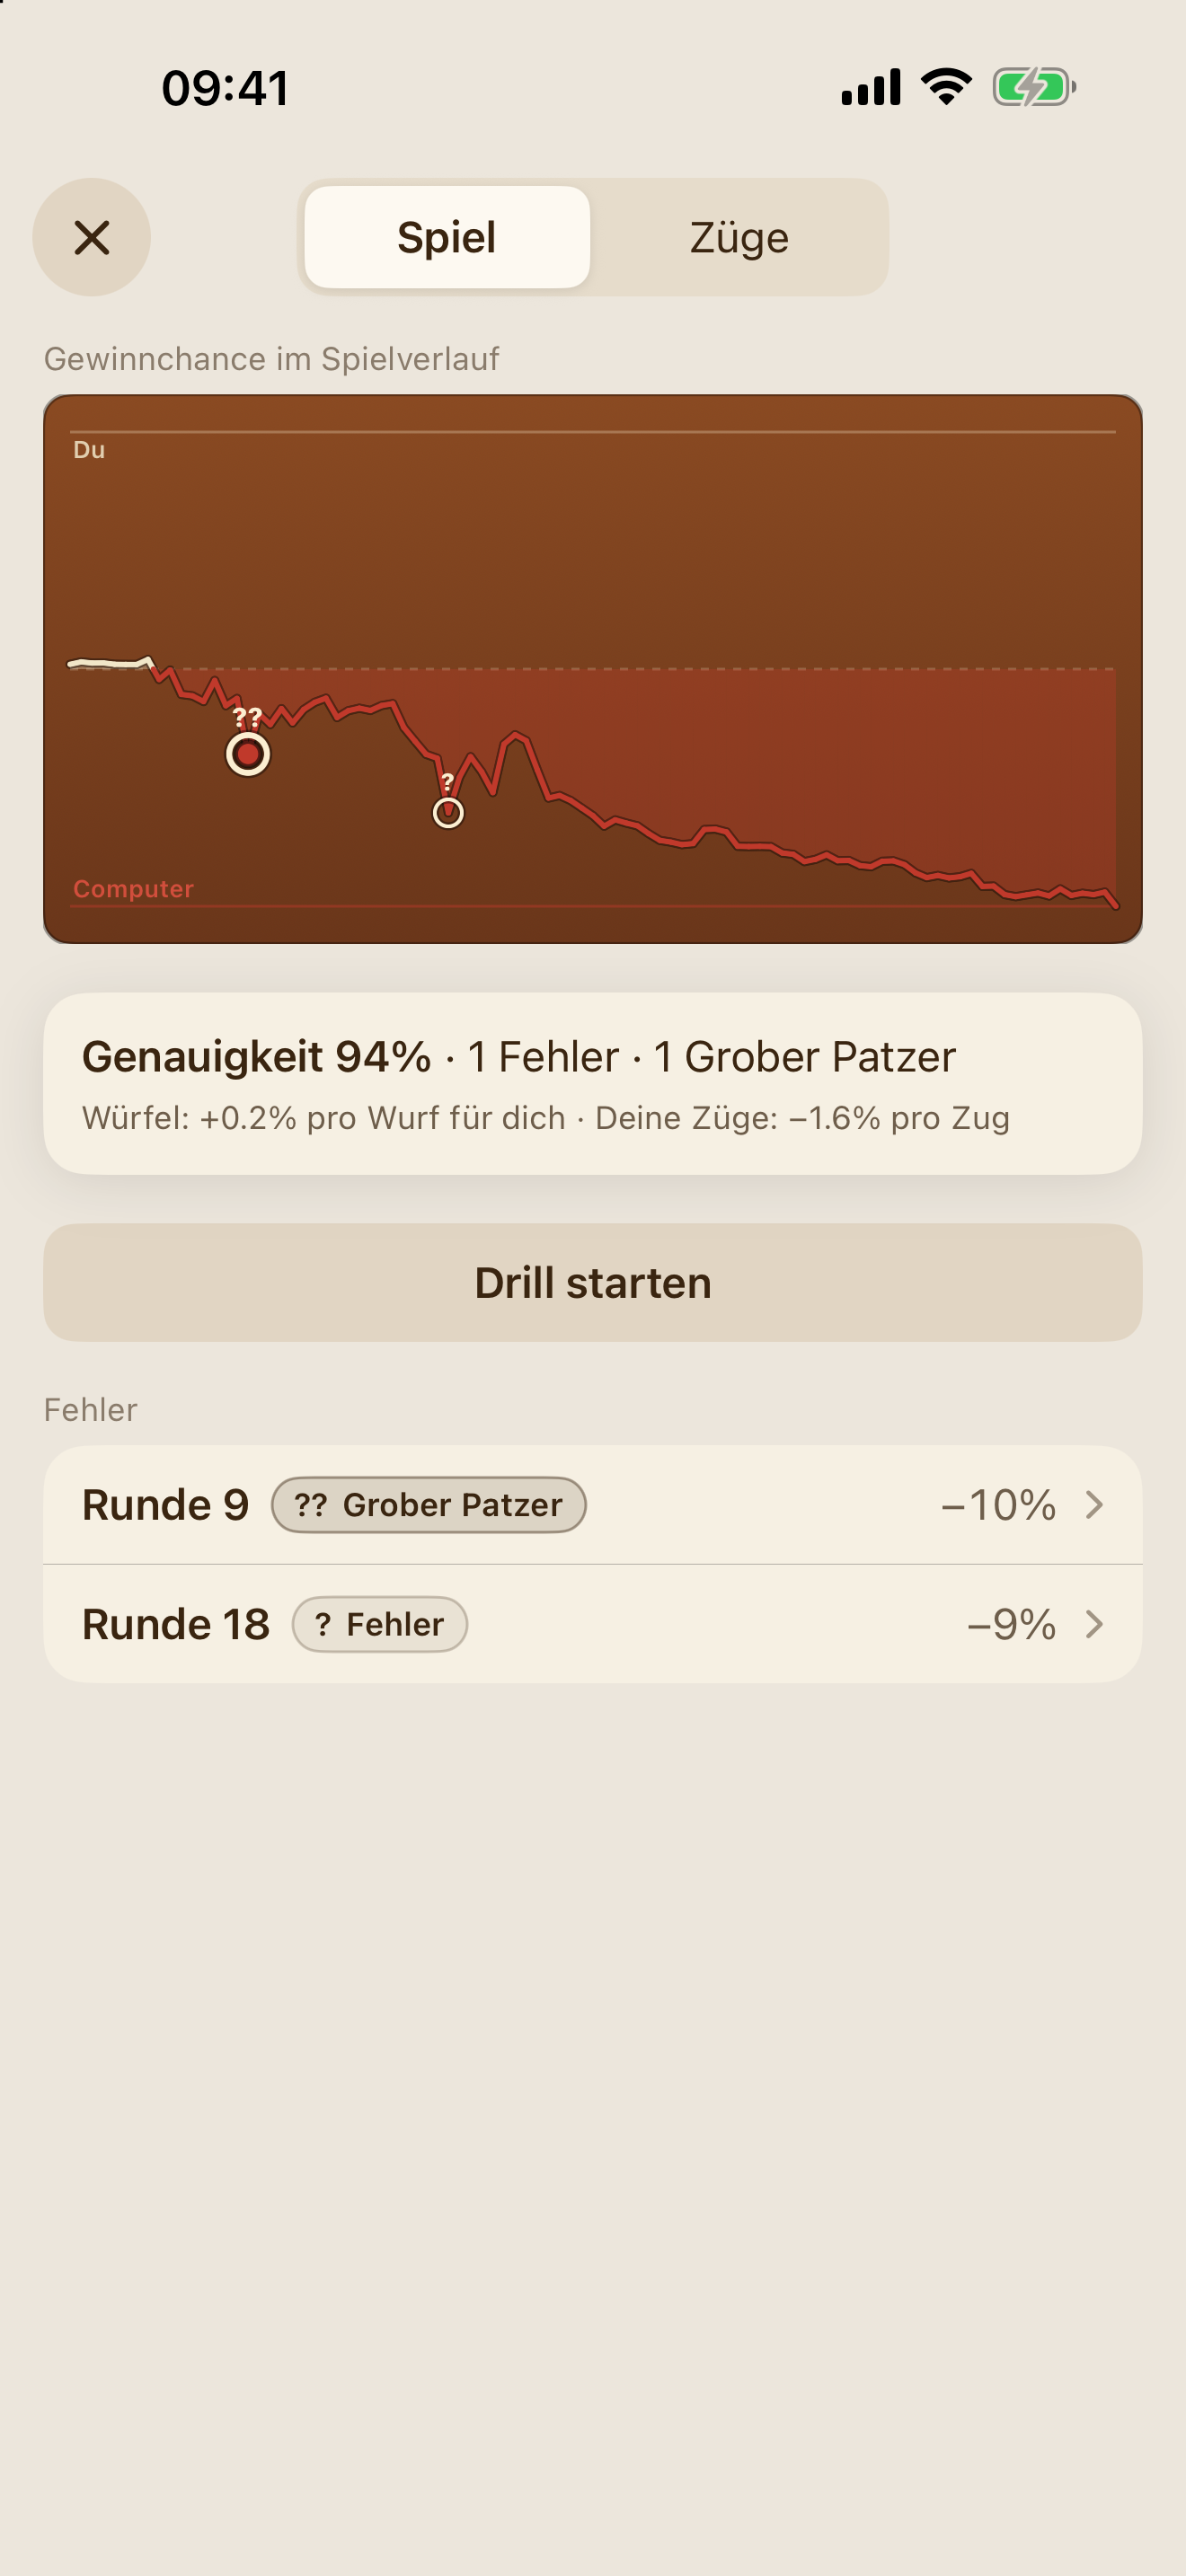 09:41
Spiel
Züge
Gewinnchance im Spielverlauf
Du
??
?
Computer
Genauigkeit 94% · 1 Fehler · 1 Grober Patzer
Würfel: +0.2% pro Wurf für dich · Deine Züge: −1.6% pro Zug
Drill starten
Fehler
Runde 9 ?? Grober Patzer −10%
Runde 18 ? Fehler −9%